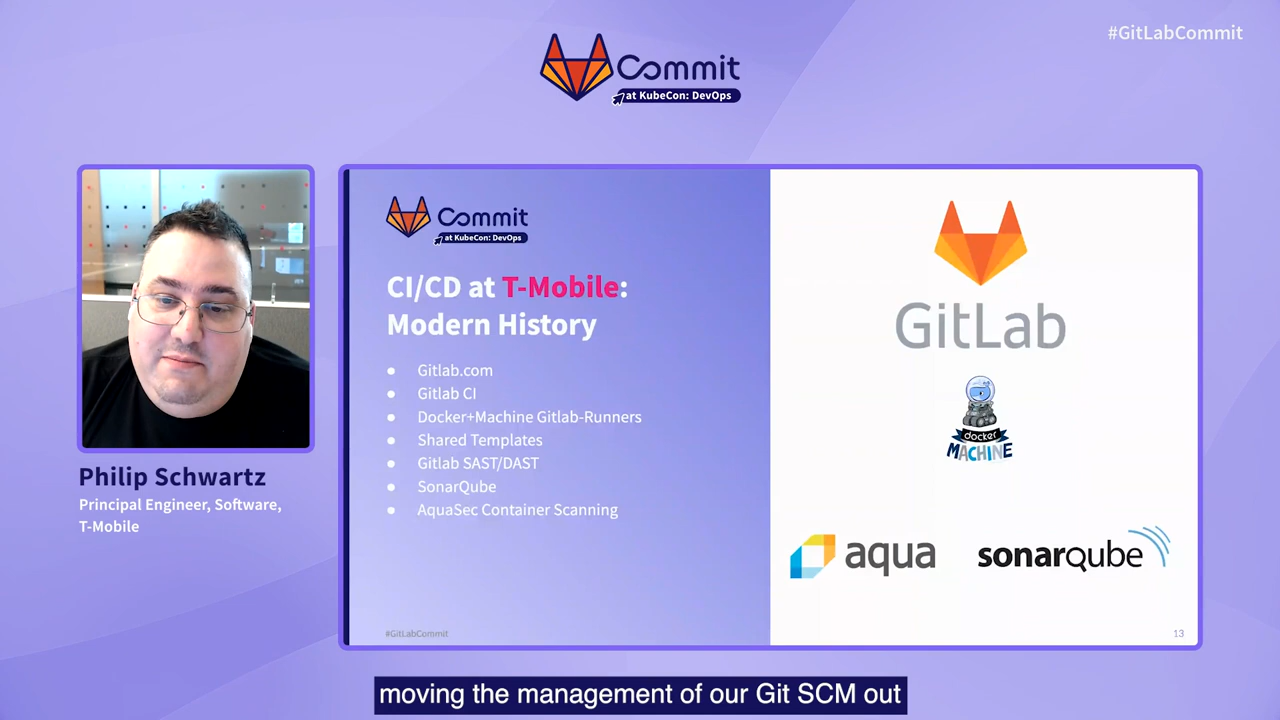 #GitLabCommit
Commit
at KubeCon: DevOps
Commit
at KubeCon: DevOps
CI/CD at T-Mobile:
Modern History
● Gitlab.com
● Gitlab CI
● Docker+Machine Gitlab-Runners
● Shared Templates
● Gitlab SAST/DAST
● SonarQube
● AquaSec Container Scanning
#GitLabCommit
GitLab
docker
MACHINE
aqua
sonarqube
13
Philip Schwartz
Principal Engineer, Software,
T-Mobile
moving the management of our Git SCM out